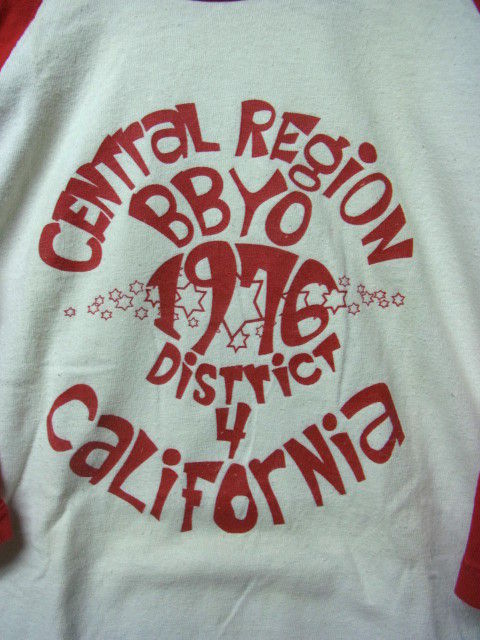 CENTRAL REGION
BBYO
1976
DISTRICT
4
CALIFORNIA